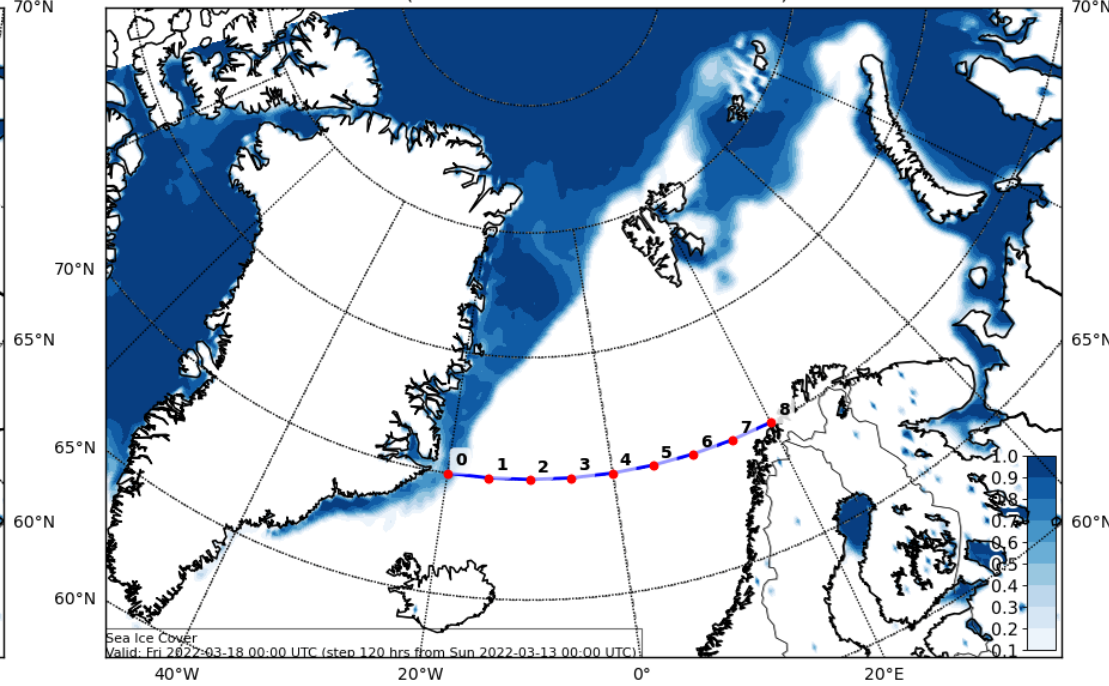 70°N
70°N
70°N
65°N
65°N
60°N
60°N
60°N
0 1 2 3 4 5 6 7 8
1.0
0.9
0.8
0.7
0.6
0.5
0.4
0.3
0.2
0.1
Sea Ice Cover
Valid: Fri 2022-03-18 00:00 UTC (step 120 hrs from Sun 2022-03-13 00:00 UTC)
40°W 20°W 0° 20°E